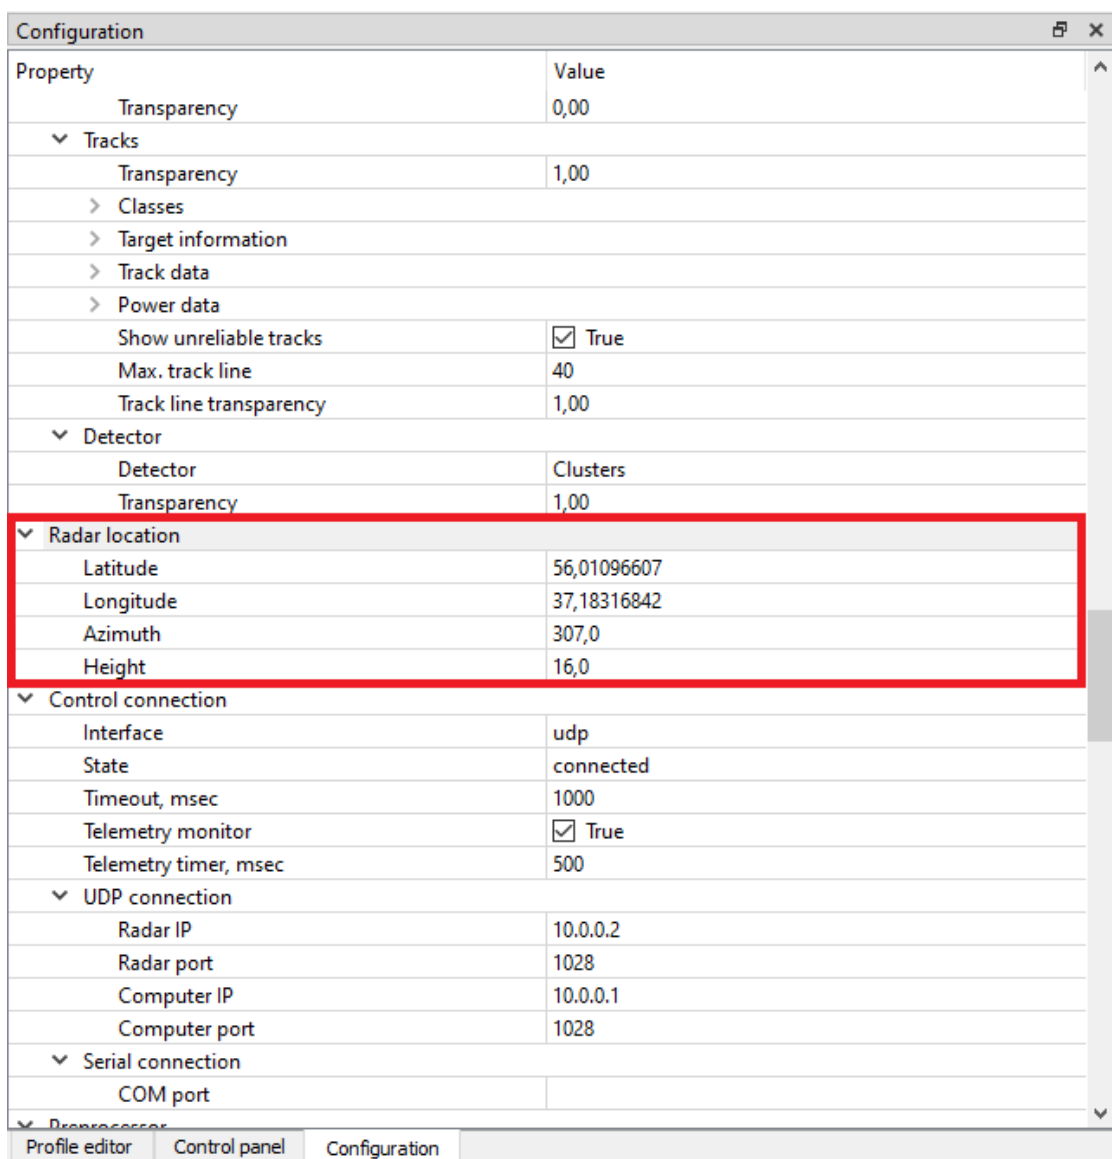 Configuration
Property Value
Transparency 0,00
Tracks
Transparency 1,00
Classes
Target information
Track data
Power data
Show unreliable tracks True
Max. track line 40
Track line transparency 1,00
Detector
Detector Clusters
Transparency 1,00
Radar location
Latitude 56,01096607
Longitude 37,18316842
Azimuth 307,0
Height 16,0
Control connection
Interface udp
State connected
Timeout, msec 1000
Telemetry monitor True
Telemetry timer, msec 500
UDP connection
Radar IP 10.0.0.2
Radar port 1028
Computer IP 10.0.0.1
Computer port 1028
Serial connection
COM port
Preprocessor
Profile editor Control panel Configuration